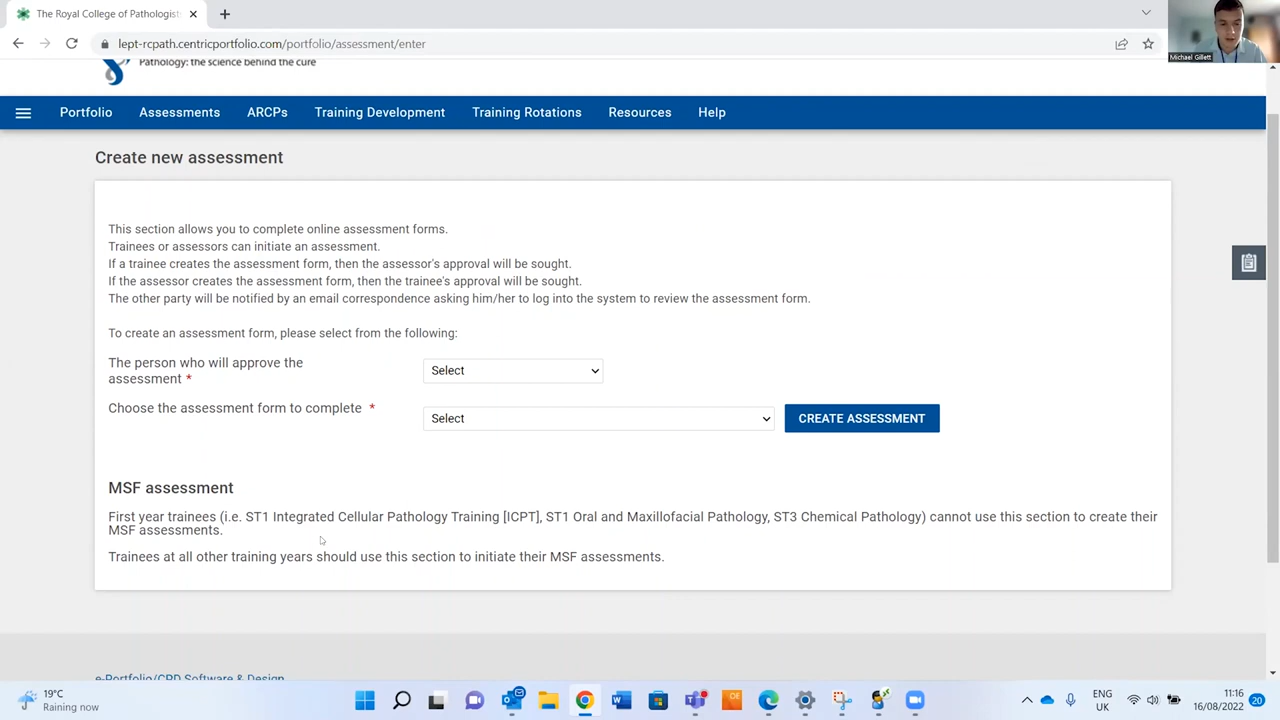 The Royal College of Pathologist
lept-rcpath.centricportfolio.com/portfolio/assessment/enter
Michael Gillett
Pathology: the science behind the cure
Portfolio Assessments ARCPs Training Development Training Rotations Resources Help
Create new assessment
This section allows you to complete online assessment forms.
Trainees or assessors can initiate an assessment.
If a trainee creates the assessment form, then the assessor's approval will be sought.
If the assessor creates the assessment form, then the trainee's approval will be sought.
The other party will be notified by an email correspondence asking him/her to log into the system to review the assessment form.
To create an assessment form, please select from the following:
The person who will approve the
assessment * Select
Choose the assessment form to complete * Select CREATE ASSESSMENT
MSF assessment
First year trainees (i.e. ST1 Integrated Cellular Pathology Training [ICPT], ST1 Oral and Maxillofacial Pathology, ST3 Chemical Pathology) cannot use this section to create their
MSF assessments.
Trainees at all other training years should use this section to initiate their MSF assessments.
e-Portfolio/CPD Software & Design
19°C
Raining now
OE
ENG
UK
11:16
16/08/2022
20